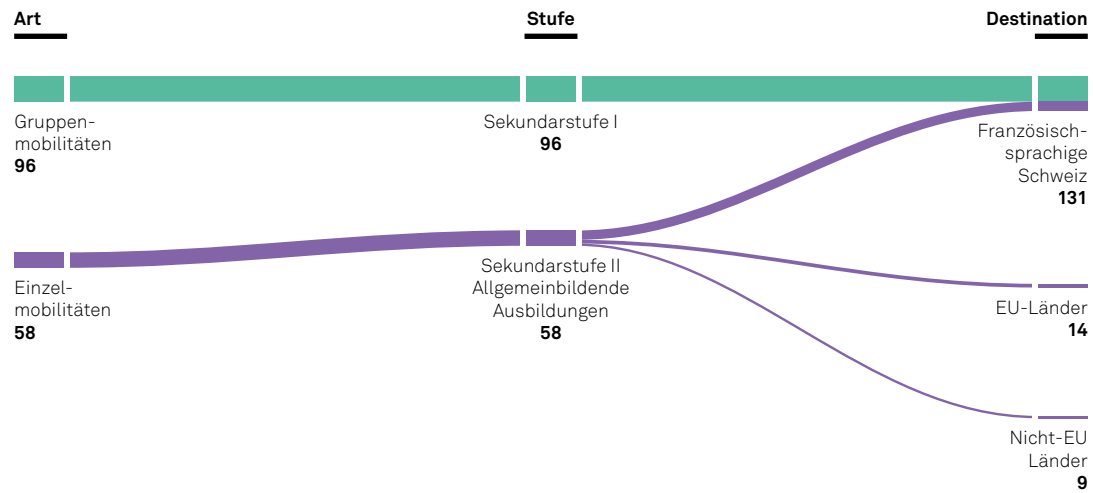 Art
Stufe
Destination
Gruppen-
mobilitäten
96
Sekundarstufe I
96
Französisch-
sprachige
Schweiz
131
Einzel-
mobilitäten
58
Sekundarstufe II
Allgemeinbildende
Ausbildungen
58
EU-Länder
14
Nicht-EU
Länder
9